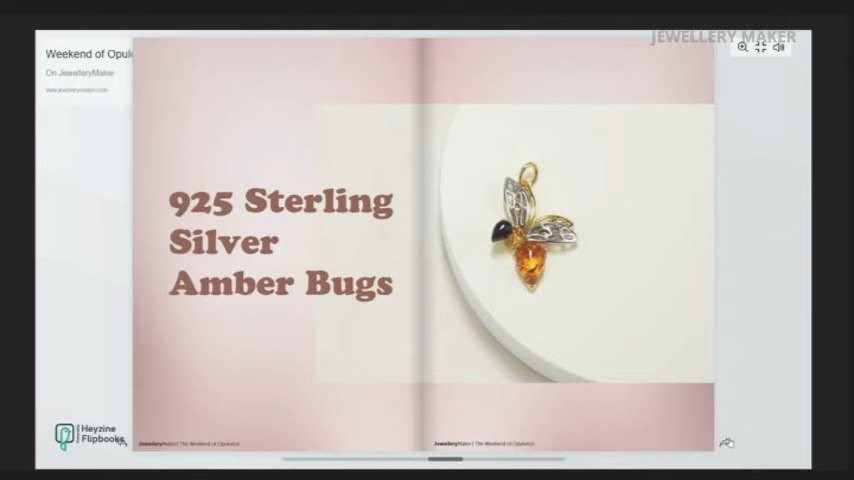 JEWELLERY MAKER
Weekend of Opule
On JewelleryMaker
www.jewellerymaker.com
925 Sterling
Silver
Amber Bugs
Heyzine
Flipbooks
JewelleryMaker | The Weekend of Opulence
JewelleryMaker | The Weekend of Opulence